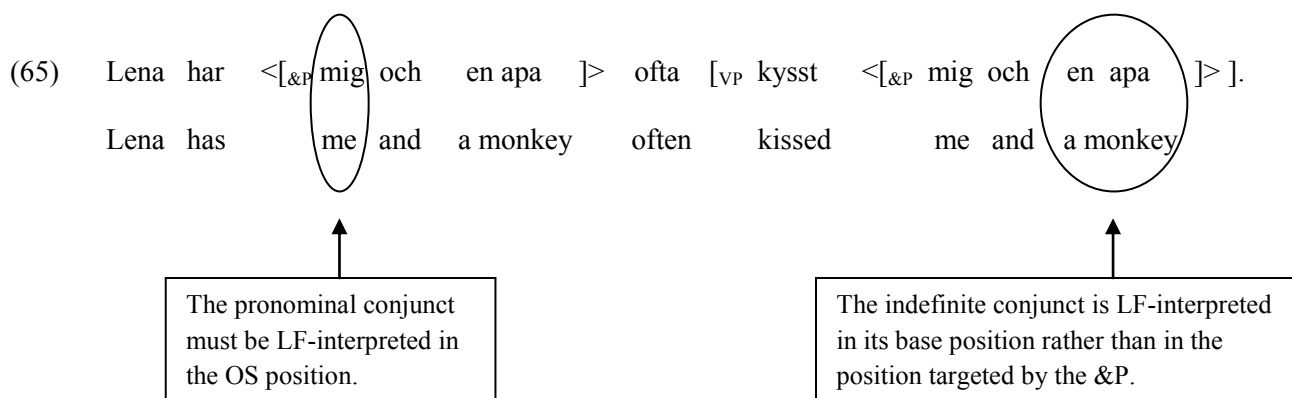 (65) Lena har <[&P mig och en apa ]> ofta [VP kysst <[&P mig och en apa ]> ].
Lena has me and a monkey often kissed me and a monkey
The pronominal conjunct
must be LF-interpreted in
the OS position.
The indefinite conjunct is LF-interpreted
in its base position rather than in the
position targeted by the &P.